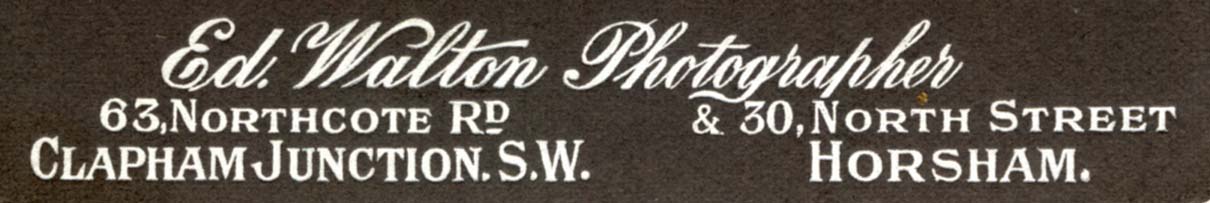 Ed. Walton Photographer
63, Northcote Rd & 30, North Street
Clapham Junction. S.W. Horsham.